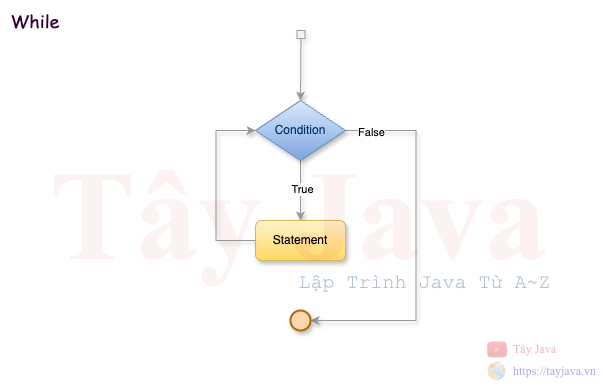 While
Condition
False
True
Statement
Tây Java
Lập Trình Java Từ A~Z
Tây Java
https://tayjava.vn